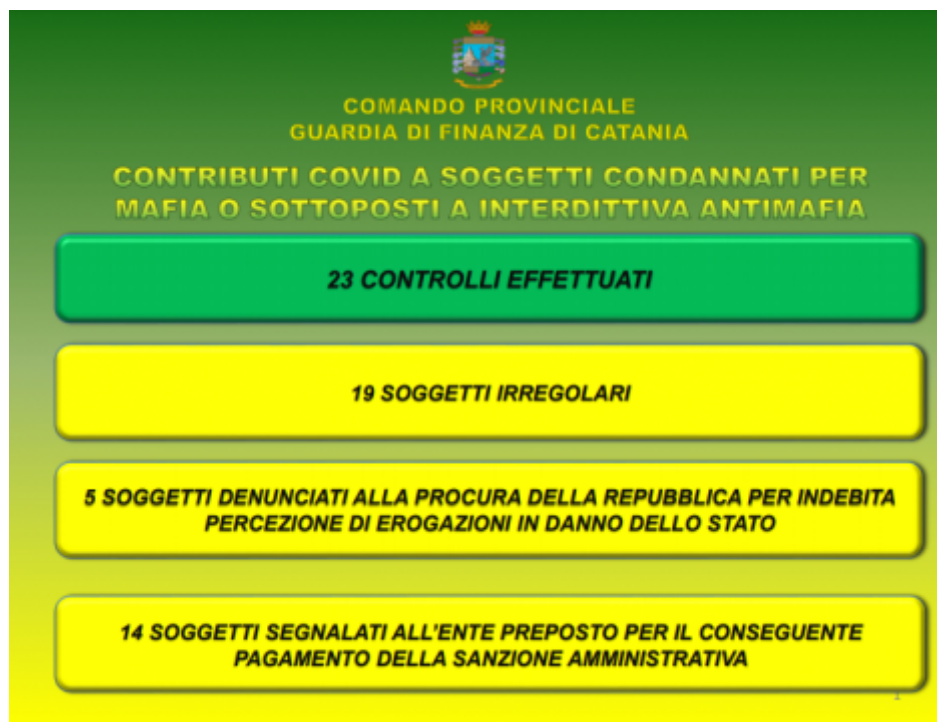 COMANDO PROVINCIALE
GUARDIA DI FINANZA DI CATANIA
CONTRIBUTI COVID A SOGGETTI CONDANNATI PER
MAFIA O SOTTOPOSTI A INTERDITTIVA ANTIMAFIA
23 CONTROLLI EFFETTUATI
19 SOGGETTI IRREGOLARI
5 SOGGETTI DENUNCIATI ALLA PROCURA DELLA REPUBBLICA PER INDEBITA
PERCEZIONE DI EROGAZIONI IN DANNO DELLO STATO
14 SOGGETTI SEGNALATI ALL'ENTE PREPOSTO PER IL CONSEGUENTE
PAGAMENTO DELLA SANZIONE AMMINISTRATIVA
1